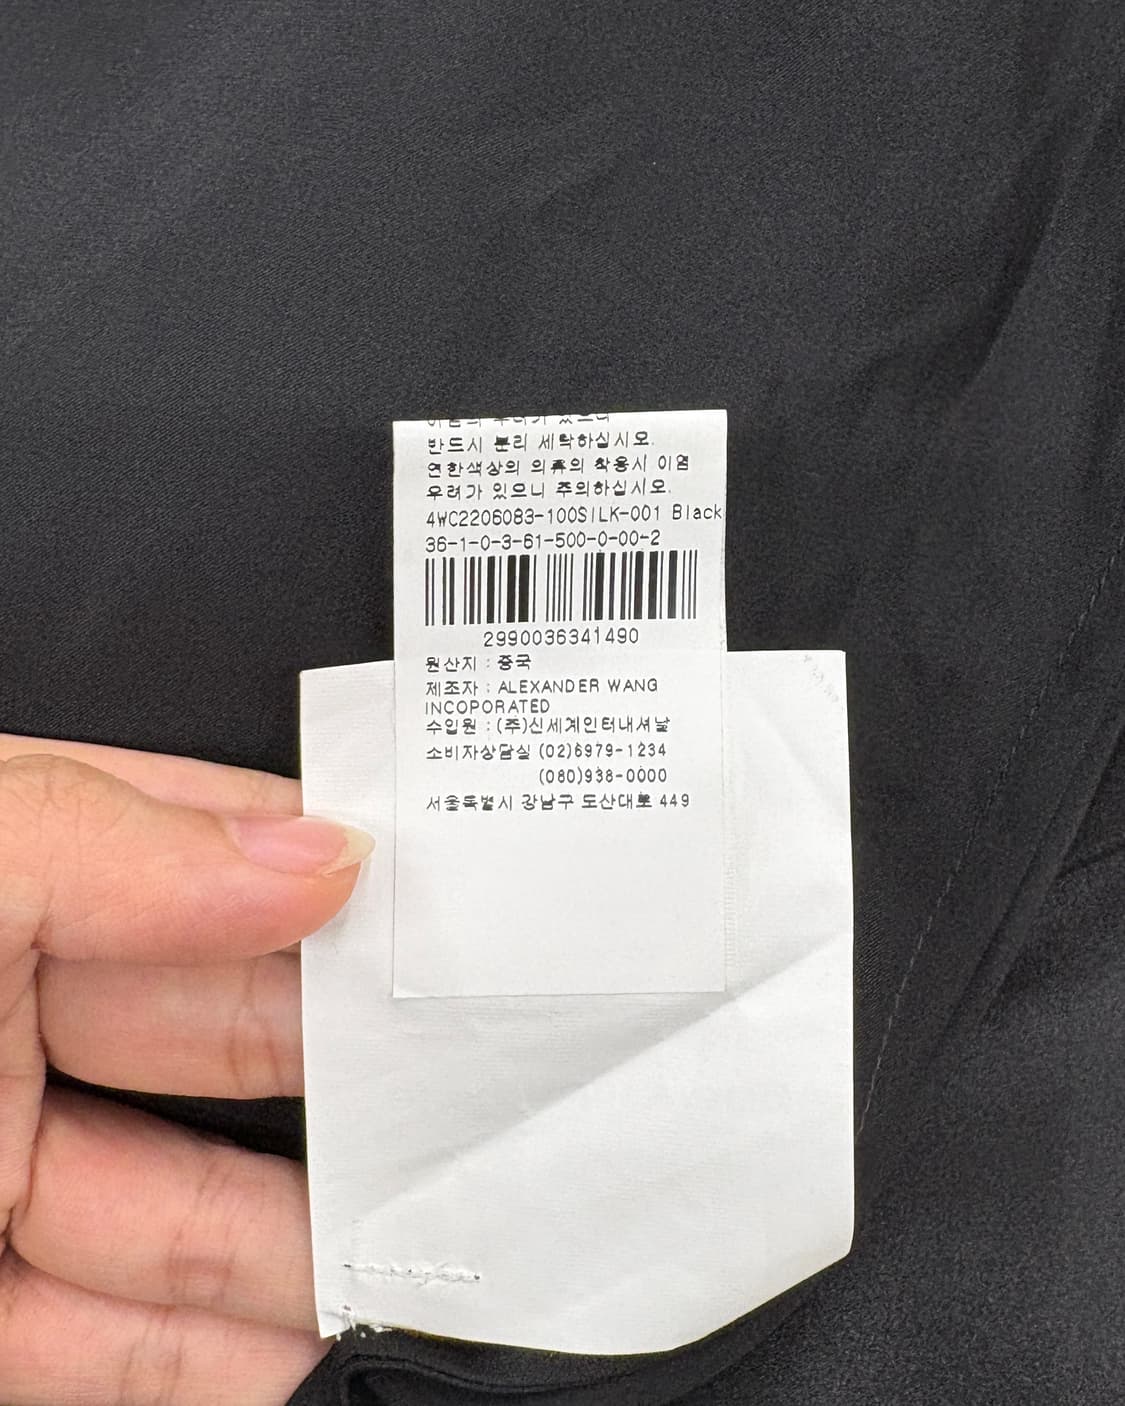 반드시 분리 세탁하십시오.
연한색상의 의류의 착용시 이염
우려가 있으니 주의하십시오.
4WC2206083-100SILK-001 Black
36-1-0-3-61-500-0-00-2
2990036341490
원산지 : 중국
제조자 : ALEXANDER WANG
INCOPORATED
수입원 : (주)신세계인터내셔날
소비자상담실 (02)6979-1234
(080)938-0000
서울특별시 강남구 도산대로 449